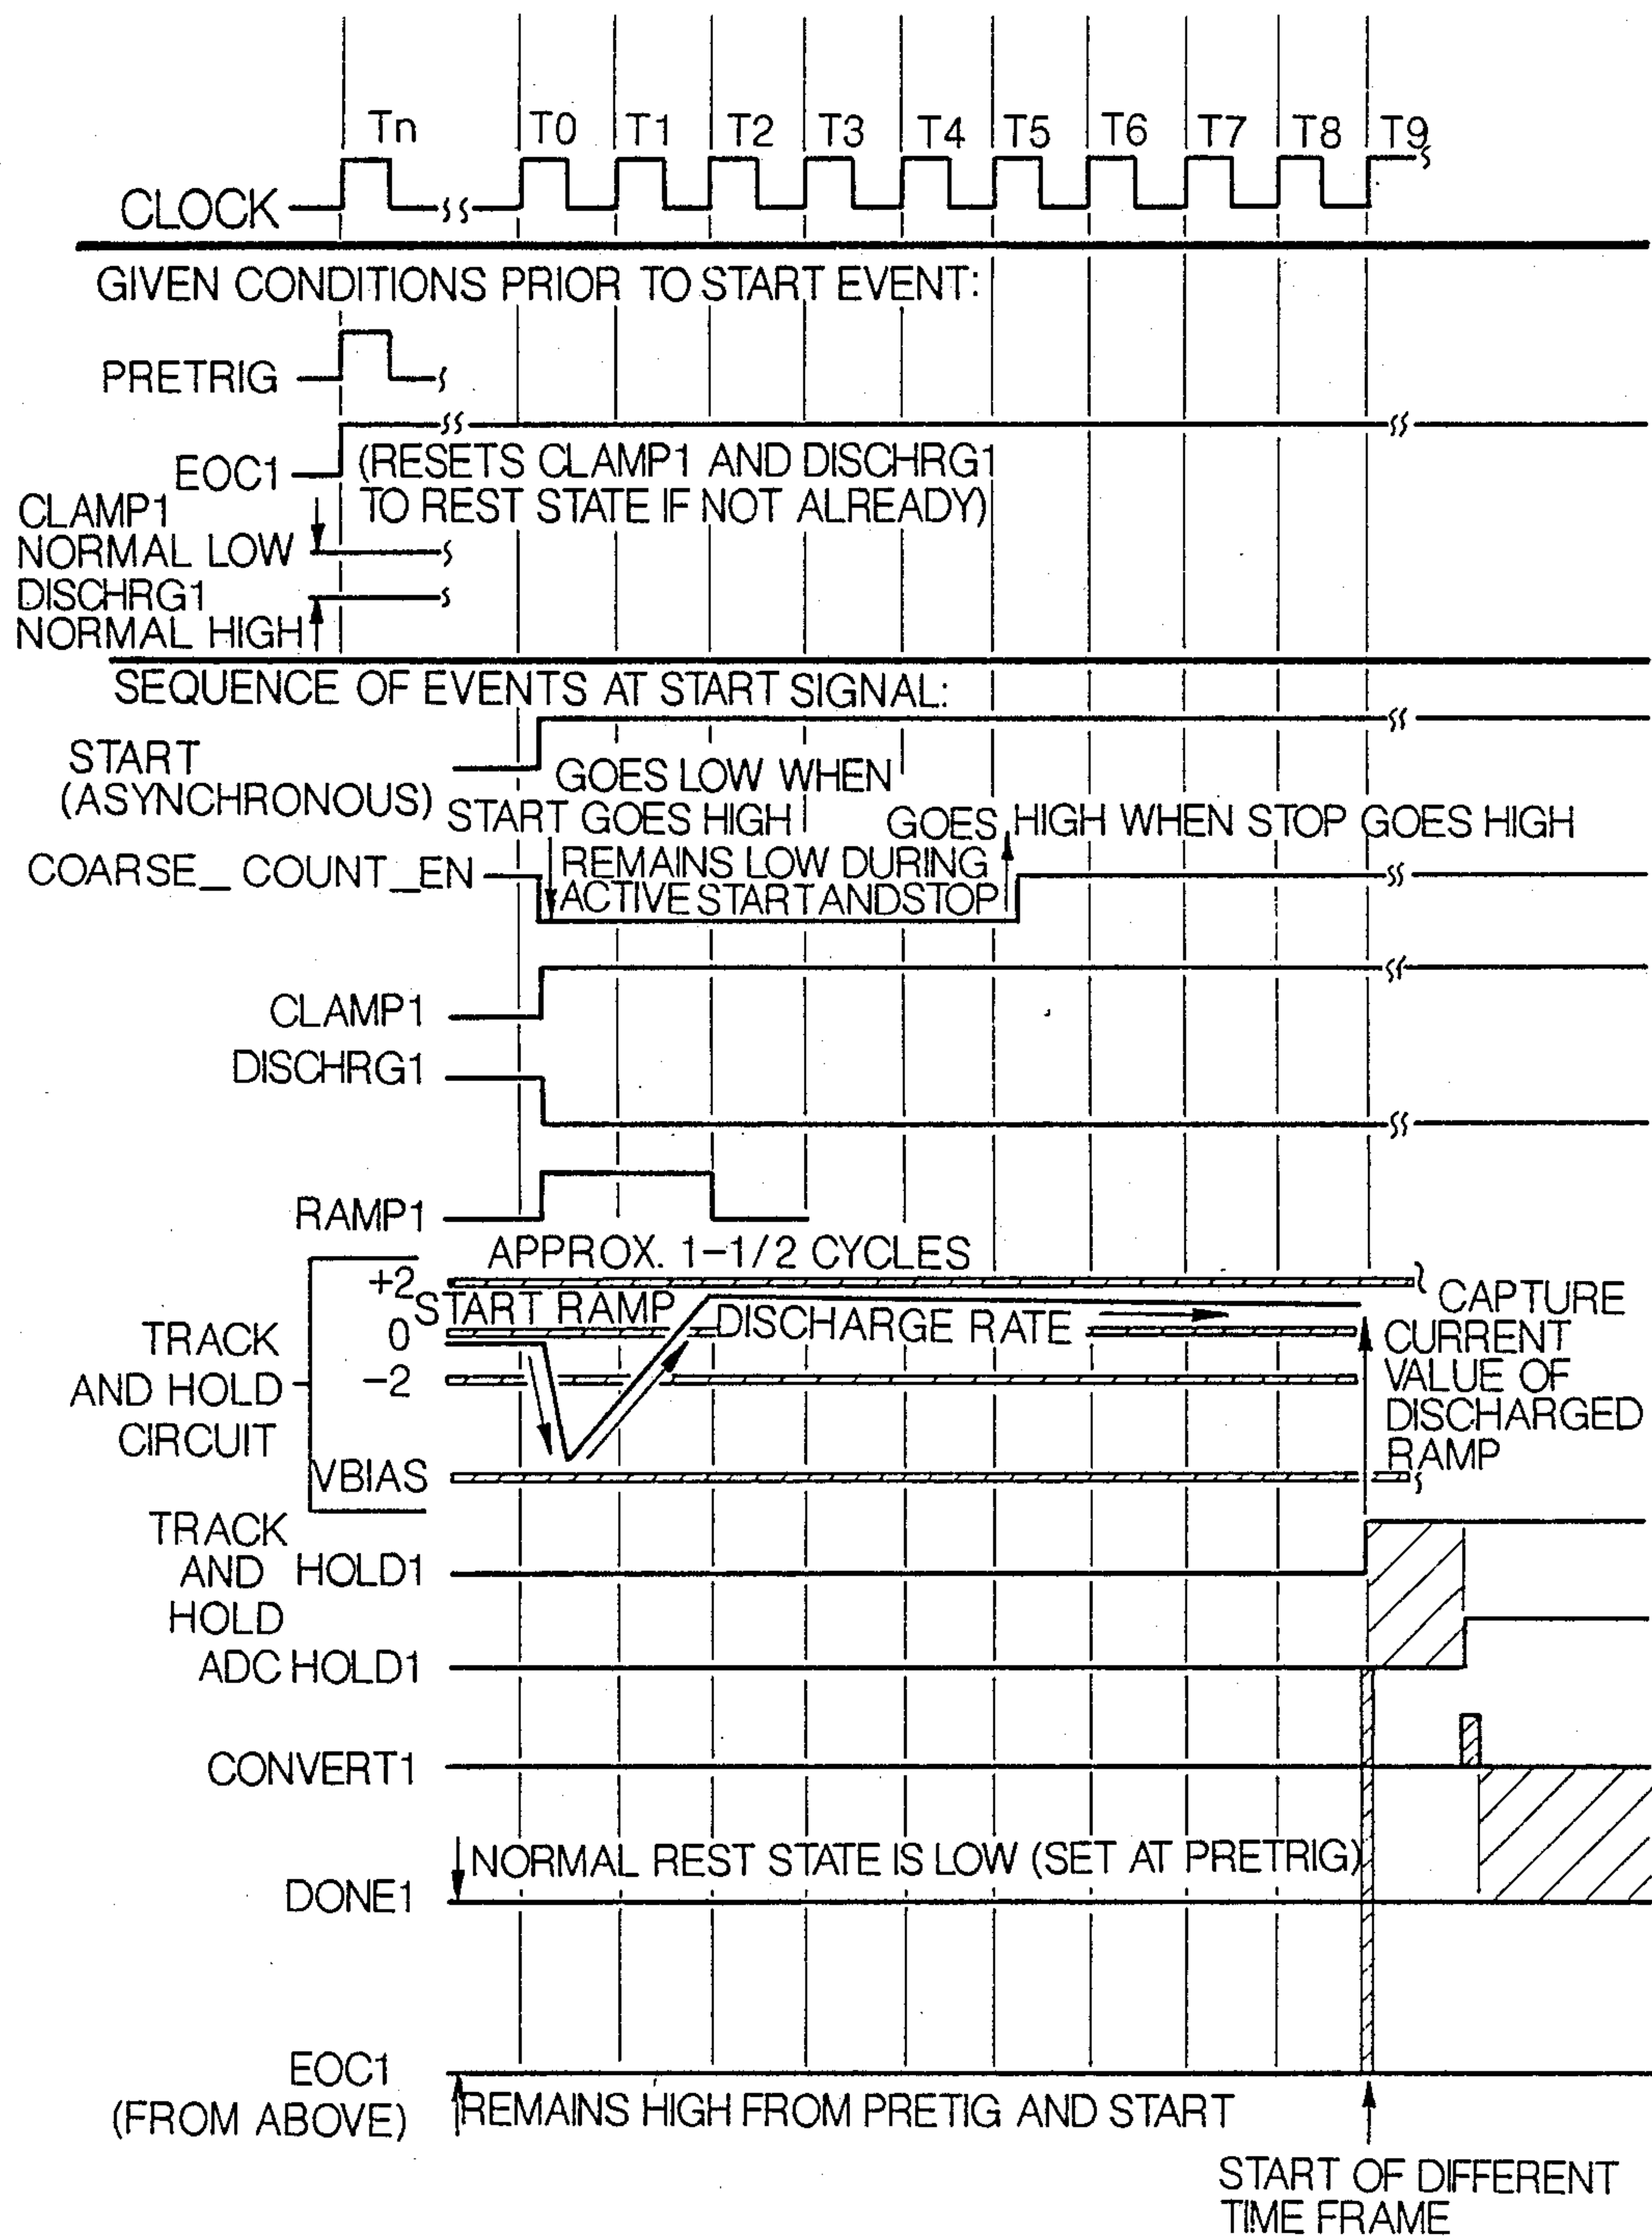 Tn T0 T1 T2 T3 T4 T5 T6 T7 T8 T9
CLOCK
GIVEN CONDITIONS PRIOR TO START EVENT:
PRETRIG
EOC1
(RESETS CLAMP1 AND DISCHRG1
TO REST STATE IF NOT ALREADY)
CLAMP1
NORMAL LOW
DISCHRG1
NORMAL HIGH
SEQUENCE OF EVENTS AT START SIGNAL:
START
(ASYNCHRONOUS)
GOES LOW WHEN
START GOES HIGH
GOES HIGH WHEN STOP GOES HIGH
COARSE_COUNT_EN
REMAINS LOW DURING
ACTIVE START AND STOP
CLAMP1
DISCHRG1
RAMP1
APPROX. 1-1/2 CYCLES
TRACK
AND HOLD
CIRCUIT
+2
0
-2
VBIAS
START RAMP
DISCHARGE RATE
CAPTURE
CURRENT
VALUE OF
DISCHARGED
RAMP
TRACK
AND HOLD1
HOLD
ADC HOLD1
CONVERT1
NORMAL REST STATE IS LOW (SET AT PRETRIG)
DONE1
EOC1
(FROM ABOVE)
REMAINS HIGH FROM PRETIG AND START
START OF DIFFERENT
TIME FRAME